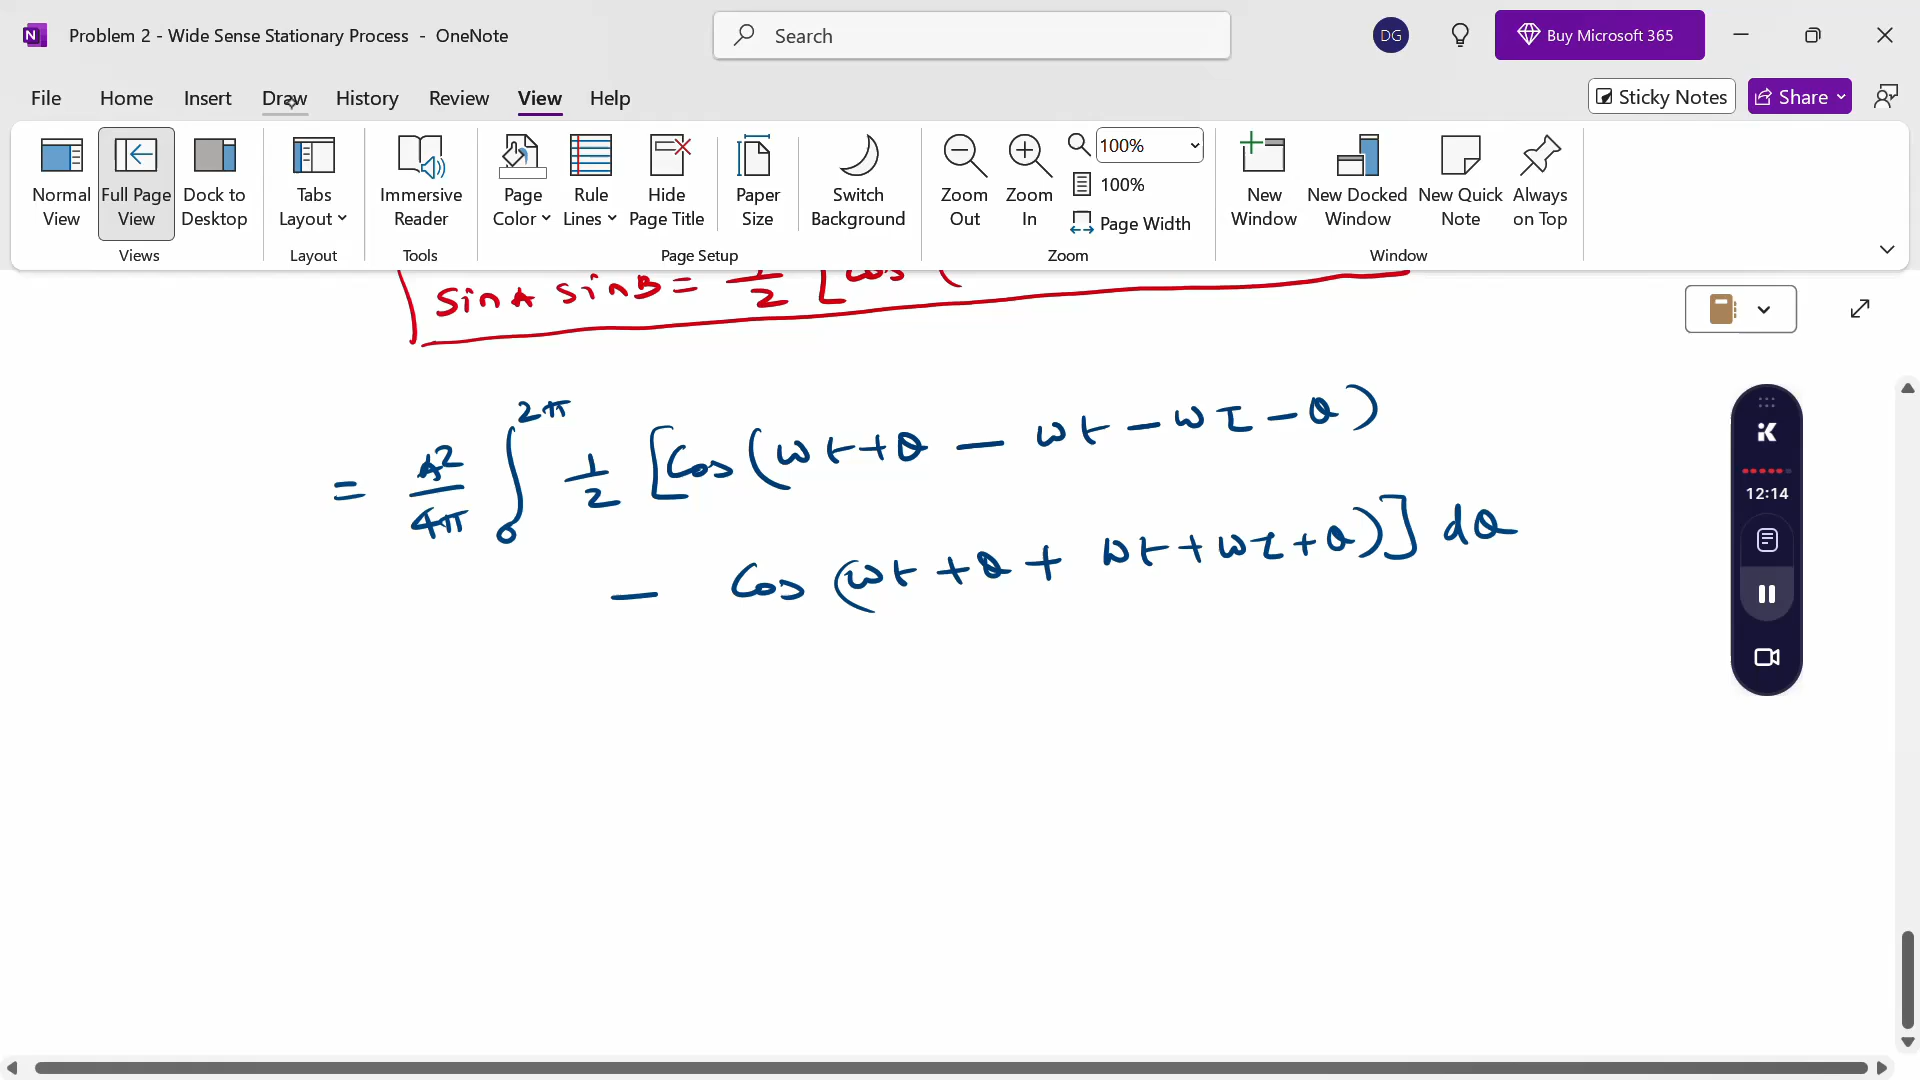 Problem 2 - Wide Sense Stationary Process - OneNote
Search
DG
Buy Microsoft 365
File Home Insert Draw History Review View Help
Sticky Notes
Share
Normal View
Full Page View
Dock to Desktop
Views
Tabs Layout
Layout
Immersive Reader
Tools
Page Color
Rule Lines
Hide Page Title
Paper Size
Switch Background
Page Setup
Zoom Out
Zoom In
100%
100%
Page Width
Zoom
New Window
New Docked Window
New Quick Note
Always on Top
Window
sinA sinB = 1/2 [cos (
= A²/4π ∫₀^2π 1/2 [Cos (ωt+θ - ωt - ωτ - θ)
- Cos (ωt + θ + ωt + ωτ + θ)] dθ
12:14